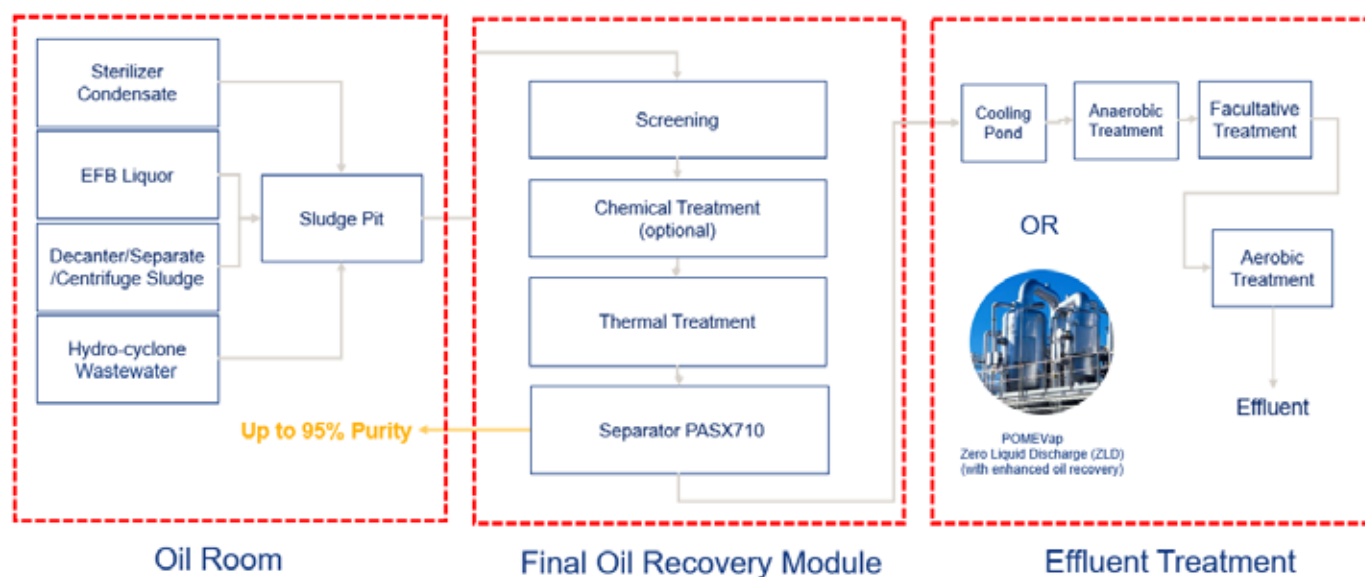 Sterilizer
Condensate
EFB Liquor
Decanter/Separate
/Centrifuge Sludge
Hydro-cyclone
Wastewater
Sludge Pit
Up to 95% Purity
Oil Room
Screening
Chemical Treatment
(optional)
Thermal Treatment
Separator PASX710
Final Oil Recovery Module
Cooling
Pond
Anaerobic
Treatment
Facultative
Treatment
OR
Aerobic
Treatment
POMEVap
Zero Liquid Discharge (ZLD)
(with enhanced oil recovery)
Effluent
Effluent Treatment